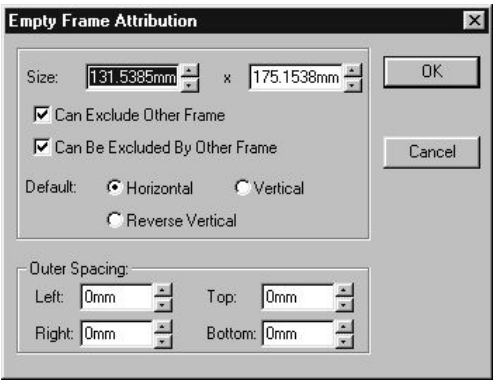 Empty Frame Attribution
Size: 131.5385mm x 175.1538mm OK
Can Exclude Other Frame
Can Be Excluded By Other Frame Cancel
Default: Horizontal Vertical
Reverse Vertical
Outer Spacing:
Left: 0mm Top: 0mm
Right: 0mm Bottom: 0mm